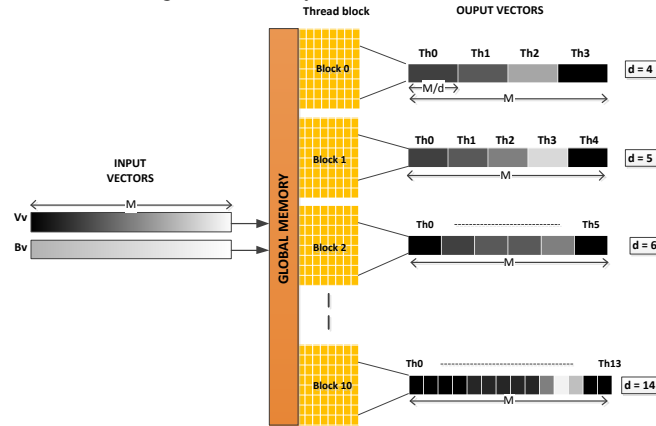 Thread block
OUPUT VECTORS
Th0 Th1 Th2 Th3
Block 0
d = 4
M/d
M
Th0 Th1 Th2 Th3 Th4
Block 1
d = 5
M
INPUT
VECTORS
M
Vv
Bv
GLOBAL MEMORY
Th0 Th5
Block 2
d = 6
M
Th0 Th13
Block 10
d = 14
M